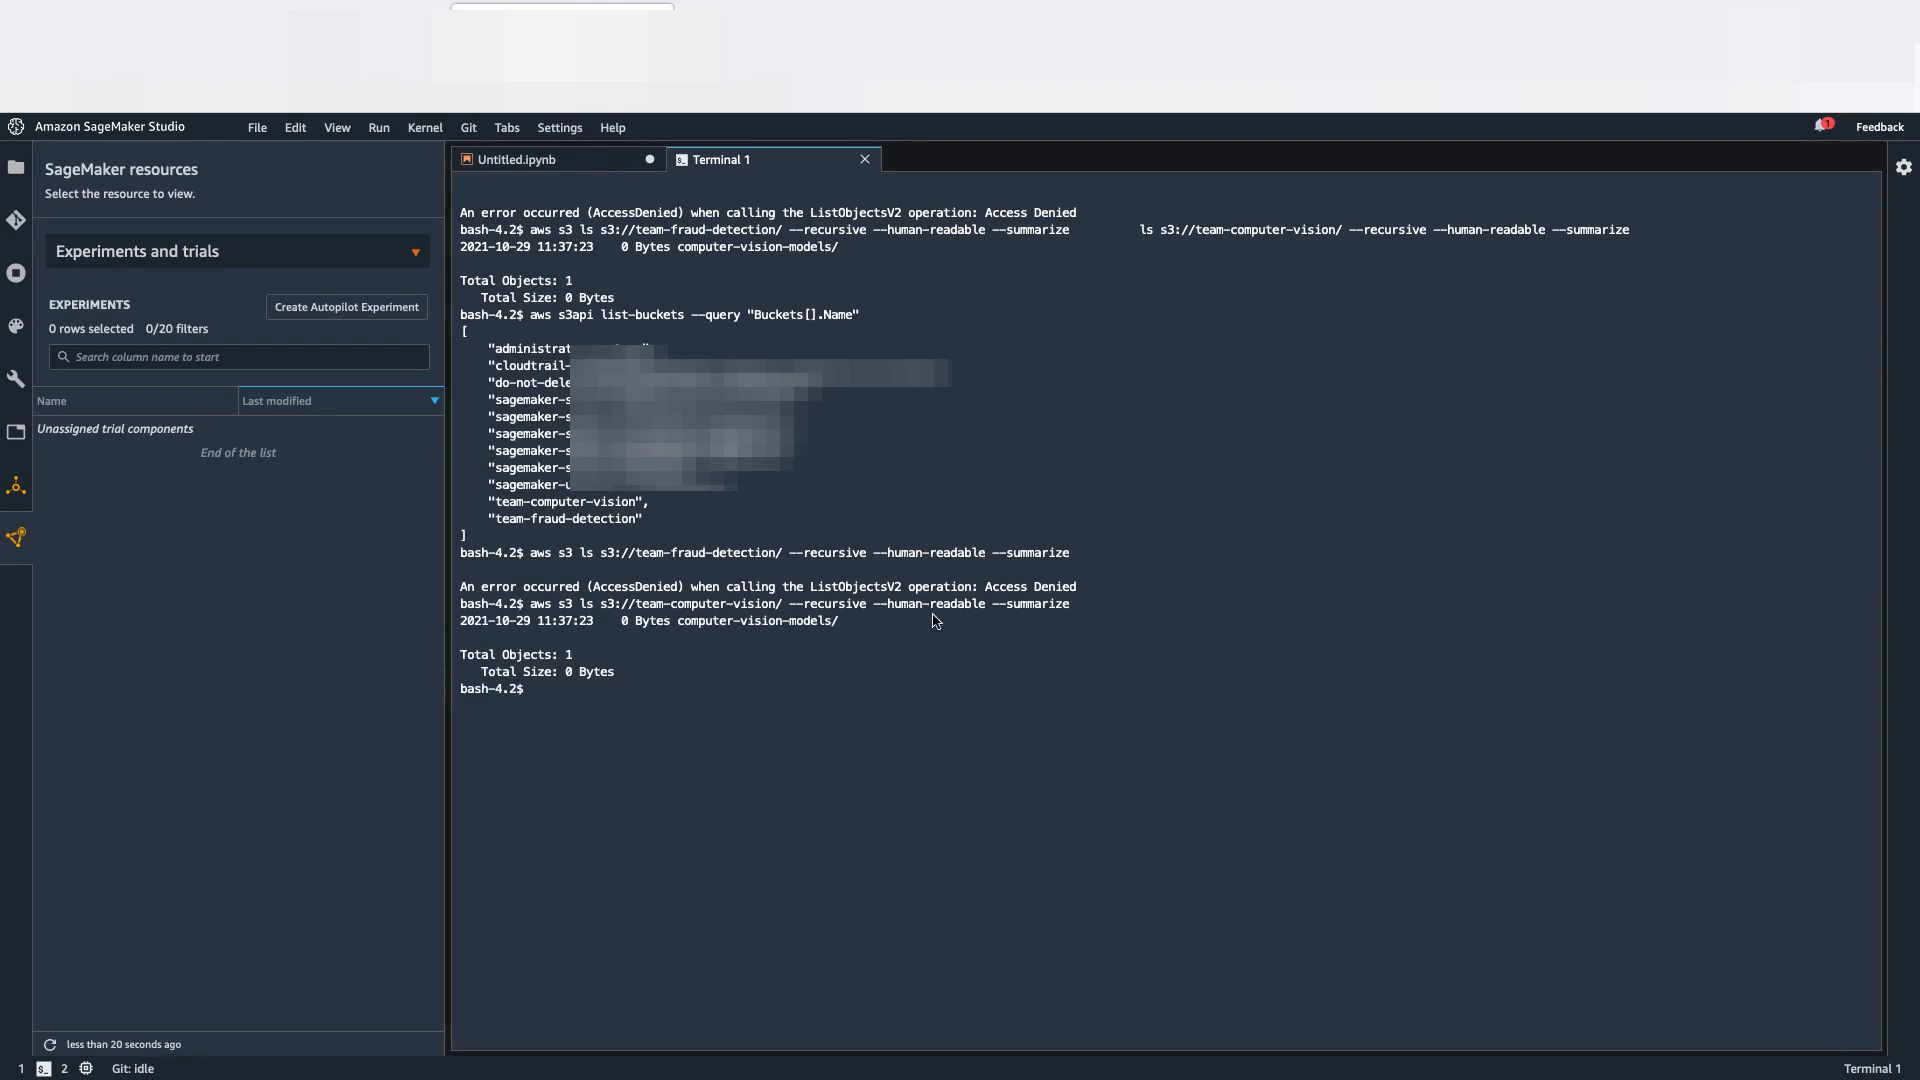 Amazon SageMaker Studio File Edit View Run Kernel Git Tabs Settings Help 1 Feedback
SageMaker resources
Select the resource to view.
Experiments and trials
EXPERIMENTS
Create Autopilot Experiment
0 rows selected 0/20 filters
Search column name to start
Name Last modified
Unassigned trial components
End of the list
less than 20 seconds ago
Untitled.ipynb Terminal 1
An error occurred (AccessDenied) when calling the ListObjectsV2 operation: Access Denied
bash-4.2$ aws s3 ls s3://team-fraud-detection/ --recursive --human-readable --summarize ls s3://team-computer-vision/ --recursive --human-readable --summarize
2021-10-29 11:37:23 0 Bytes computer-vision-models/
Total Objects: 1
Total Size: 0 Bytes
bash-4.2$ aws s3api list-buckets --query "Buckets[].Name"
[
"administrat
"cloudtrail-
"do-not-dele
"sagemaker-s
"sagemaker-s
"sagemaker-s
"sagemaker-s
"sagemaker-s
"sagemaker-u
"team-computer-vision",
"team-fraud-detection"
]
bash-4.2$ aws s3 ls s3://team-fraud-detection/ --recursive --human-readable --summarize
An error occurred (AccessDenied) when calling the ListObjectsV2 operation: Access Denied
bash-4.2$ aws s3 ls s3://team-computer-vision/ --recursive --human-readable --summarize
2021-10-29 11:37:23 0 Bytes computer-vision-models/
Total Objects: 1
Total Size: 0 Bytes
bash-4.2$
1 $_ 2 Git: idle Terminal 1